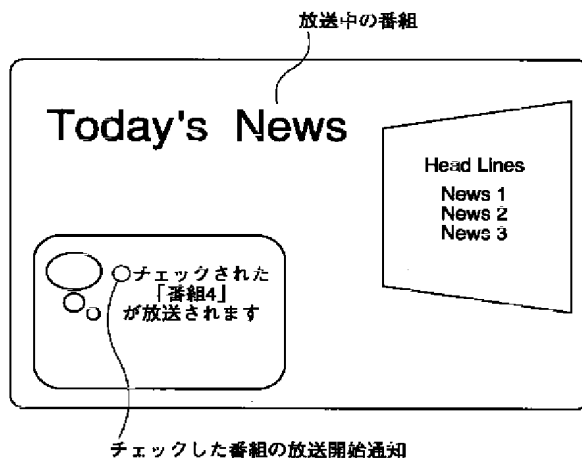 放送中の番組
Today's News
Head Lines
News 1
News 2
News 3
チェックされた
「番組4」
が放送されます
チェックした番組の放送開始通知